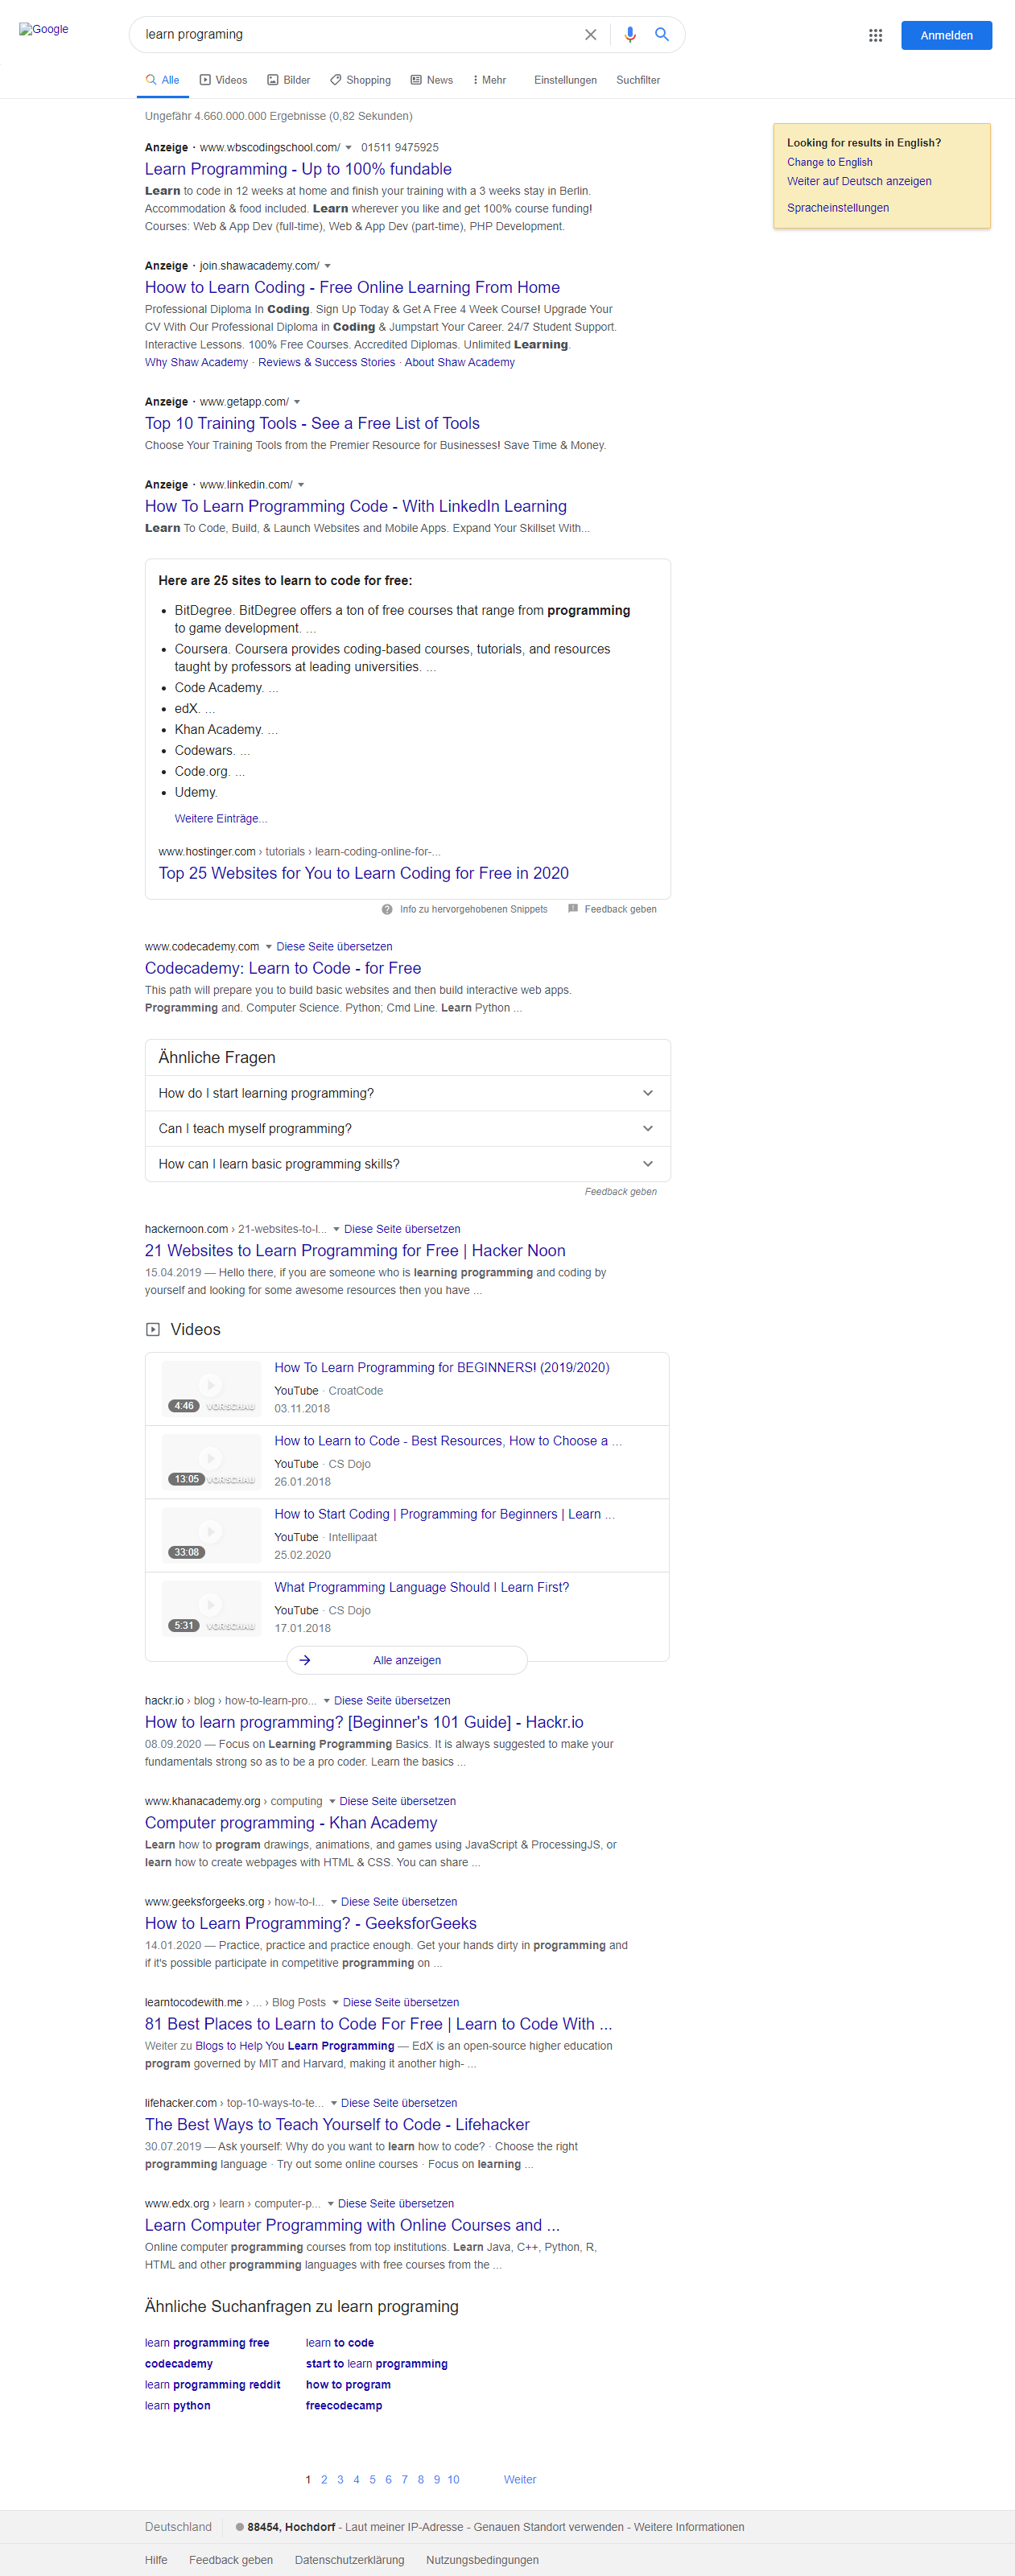 Google
learn programing
Anmelden
Alle Videos Bilder Shopping News Mehr Einstellungen Suchfilter
Ungefähr 4.660.000.000 Ergebnisse (0,82 Sekunden)
Looking for results in English?
Change to English
Weiter auf Deutsch anzeigen
Spracheinstellungen
Anzeige · www.wbscodingschool.com/ 01511 9475925
Learn Programming - Up to 100% fundable
Learn to code in 12 weeks at home and finish your training with a 3 weeks stay in Berlin.
Accommodation & food included. Learn wherever you like and get 100% course funding!
Courses: Web & App Dev (full-time), Web & App Dev (part-time), PHP Development.
Anzeige · join.shawacademy.com/
Hoow to Learn Coding - Free Online Learning From Home
Professional Diploma In Coding. Sign Up Today & Get A Free 4 Week Course! Upgrade Your
CV With Our Professional Diploma in Coding & Jumpstart Your Career. 24/7 Student Support.
Interactive Lessons. 100% Free Courses. Accredited Diplomas. Unlimited Learning.
Why Shaw Academy · Reviews & Success Stories · About Shaw Academy
Anzeige · www.getapp.com/
Top 10 Training Tools - See a Free List of Tools
Choose Your Training Tools from the Premier Resource for Businesses! Save Time & Money.
Anzeige · www.linkedin.com/
How To Learn Programming Code - With LinkedIn Learning
Learn To Code, Build, & Launch Websites and Mobile Apps. Expand Your Skillset With...
Here are 25 sites to learn to code for free:
• BitDegree. BitDegree offers a ton of free courses that range from programming
to game development. ...
• Coursera. Coursera provides coding-based courses, tutorials, and resources
taught by professors at leading universities. ...
• Code Academy. ...
• edX. ...
• Khan Academy. ...
• Codewars. ...
• Code.org. ...
• Udemy.
Weitere Einträge...
www.hostinger.com › tutorials › learn-coding-online-for-...
Top 25 Websites for You to Learn Coding for Free in 2020
Info zu hervorgehobenen Snippets Feedback geben
www.codecademy.com Diese Seite übersetzen
Codecademy: Learn to Code - for Free
This path will prepare you to build basic websites and then build interactive web apps.
Programming and. Computer Science. Python; Cmd Line. Learn Python ...
Ähnliche Fragen
How do I start learning programming?
Can I teach myself programming?
How can I learn basic programming skills?
Feedback geben
hackernoon.com › 21-websites-to-l... Diese Seite übersetzen
21 Websites to Learn Programming for Free | Hacker Noon
15.04.2019 — Hello there, if you are someone who is learning programming and coding by
yourself and looking for some awesome resources then you have ...
Videos
How To Learn Programming for BEGINNERS! (2019/2020)
YouTube · CroatCode
4:46 VORSCHAU
03.11.2018
How to Learn to Code - Best Resources, How to Choose a ...
YouTube · CS Dojo
13:05 VORSCHAU
26.01.2018
How to Start Coding | Programming for Beginners | Learn ...
YouTube · Intellipaat
33:08
25.02.2020
What Programming Language Should I Learn First?
YouTube · CS Dojo
5:31 VORSCHAU
17.01.2018
Alle anzeigen
hackr.io › blog › how-to-learn-pro... Diese Seite übersetzen
How to learn programming? [Beginner's 101 Guide] - Hackr.io
08.09.2020 — Focus on Learning Programming Basics. It is always suggested to make your
fundamentals strong so as to be a pro coder. Learn the basics ...
www.khanacademy.org › computing Diese Seite übersetzen
Computer programming - Khan Academy
Learn how to program drawings, animations, and games using JavaScript & ProcessingJS, or
learn how to create webpages with HTML & CSS. You can share ...
www.geeksforgeeks.org › how-to-l... Diese Seite übersetzen
How to Learn Programming? - GeeksforGeeks
14.01.2020 — Practice, practice and practice enough. Get your hands dirty in programming and
if it's possible participate in competitive programming on ...
learntocodewith.me › ... › Blog Posts Diese Seite übersetzen
81 Best Places to Learn to Code For Free | Learn to Code With ...
Weiter zu Blogs to Help You Learn Programming — EdX is an open-source higher education
program governed by MIT and Harvard, making it another high- ...
lifehacker.com › top-10-ways-to-te... Diese Seite übersetzen
The Best Ways to Teach Yourself to Code - Lifehacker
30.07.2019 — Ask yourself: Why do you want to learn how to code? · Choose the right
programming language · Try out some online courses · Focus on learning ...
www.edx.org › learn › computer-p... Diese Seite übersetzen
Learn Computer Programming with Online Courses and ...
Online computer programming courses from top institutions. Learn Java, C++, Python, R,
HTML and other programming languages with free courses from the ...
Ähnliche Suchanfragen zu learn programing
learn programming free learn to code
codecademy start to learn programming
learn programming reddit how to program
learn python freecodecamp
1 2 3 4 5 6 7 8 9 10 Weiter
Deutschland 88454, Hochdorf - Laut meiner IP-Adresse - Genauen Standort verwenden - Weitere Informationen
Hilfe Feedback geben Datenschutzerklärung Nutzungsbedingungen